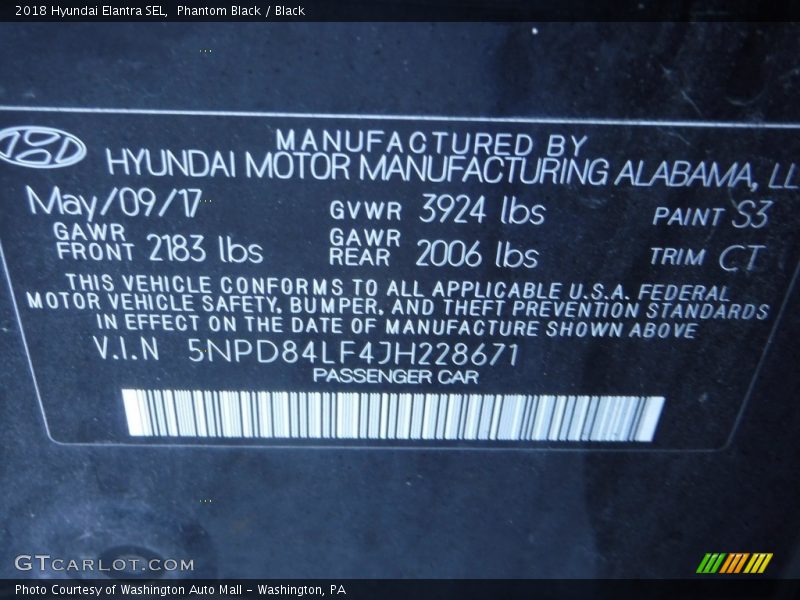 2018 Hyundai Elantra SEL, Phantom Black / Black
MANUFACTURED BY
HYUNDAI MOTOR MANUFACTURING ALABAMA, LL
May/09/17 GVWR 3924 lbs PAINT S3
GAWR FRONT 2183 lbs GAWR REAR 2006 lbs TRIM CT
THIS VEHICLE CONFORMS TO ALL APPLICABLE U.S.A. FEDERAL
MOTOR VEHICLE SAFETY, BUMPER, AND THEFT PREVENTION STANDARDS
IN EFFECT ON THE DATE OF MANUFACTURE SHOWN ABOVE
V.I.N 5NPD84LF4JH228671
PASSENGER CAR
GTCARLOT.COM
Photo Courtesy of Washington Auto Mall - Washington, PA